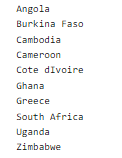 Angola
Burkina Faso
Cambodia
Cameroon
Cote dIvoire
Ghana
Greece
South Africa
Uganda
Zimbabwe